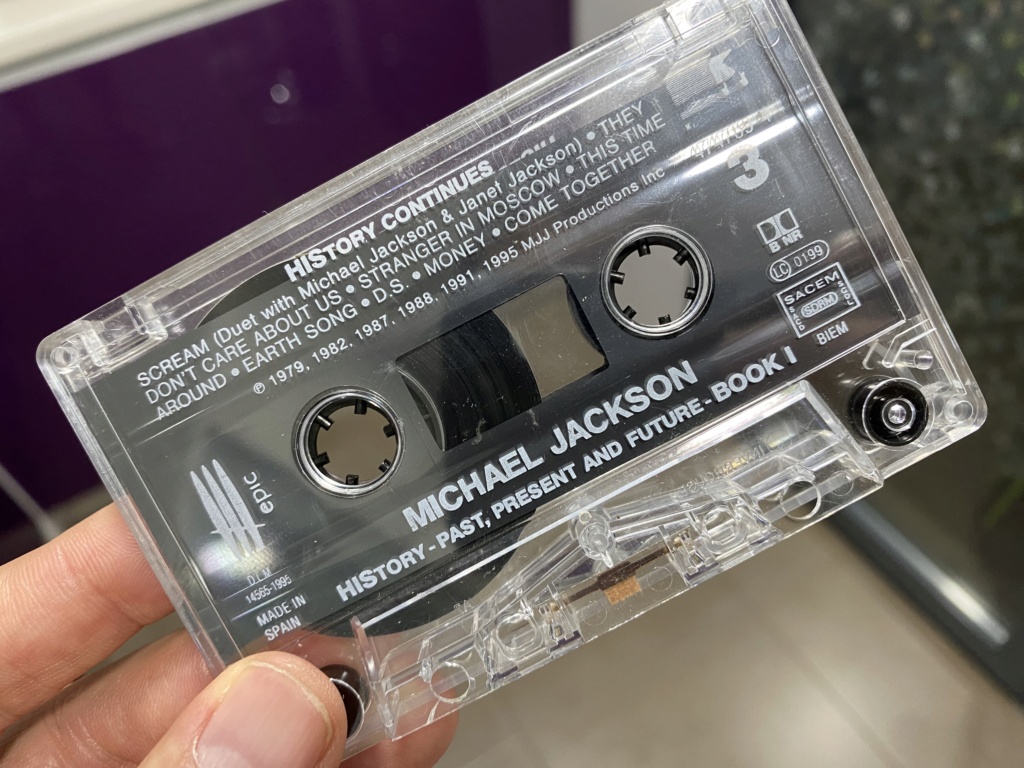 HISTORY CONTINUES
SCREAM (Duet with Michael Jackson & Janet Jackson) • THEY
DON'T CARE ABOUT US • STRANGER IN MOSCOW • THIS TIME
AROUND • EARTH SONG • D.S. • MONEY • COME TOGETHER
℗ 1979, 1982, 1987, 1988, 1991, 1995 MJJ Productions Inc
3
B NR
LC 0199
SACEM
SDRM
SACD
SGDL
BIEM
MICHAEL JACKSON
HISTORY - PAST, PRESENT AND FUTURE - BOOK I
epic
14565-1995
MADE IN
SPAIN